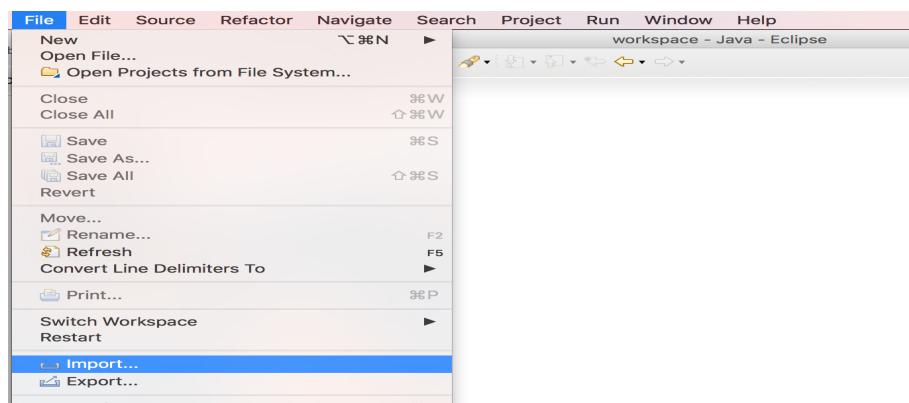 File Edit Source Refactor Navigate Search Project Run Window Help
workspace - Java - Eclipse
New ⌥⌘N ►
Open File...
Open Projects from File System...
Close ⌘W
Close All ⇧⌘W
Save ⌘S
Save As...
Save All ⇧⌘S
Revert
Move...
Rename... F2
Refresh F5
Convert Line Delimiters To ►
Print... ⌘P
Switch Workspace ►
Restart
Import...
Export...